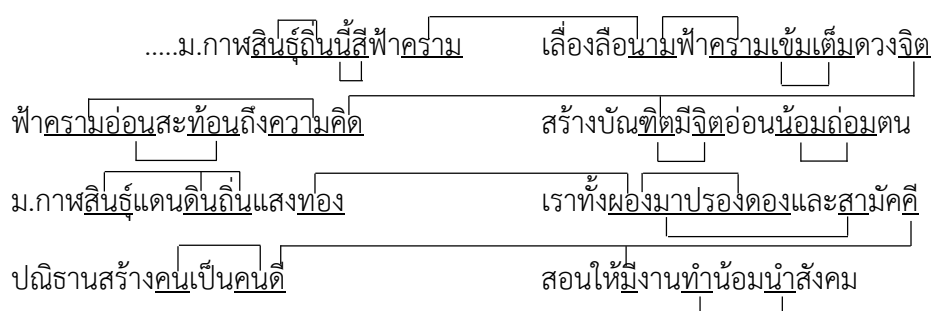 .....ม.กาฬสินธุ์ถิ่นนี้สีฟ้าคราม เลื่องลือนามฟ้าครามเข้มเต็มดวงจิต
ฟ้าครามอ่อนสะท้อนถึงความคิด สร้างบัณฑิตมีจิตอ่อนน้อมถ่อมตน
ม.กาฬสินธุ์แดนดินถิ่นแสงทอง เราทั้งผองมาปรองดองและสามัคคี
ปณิธานสร้างคนเป็นคนดี สอนให้มีงานทำน้อมนำสังคม